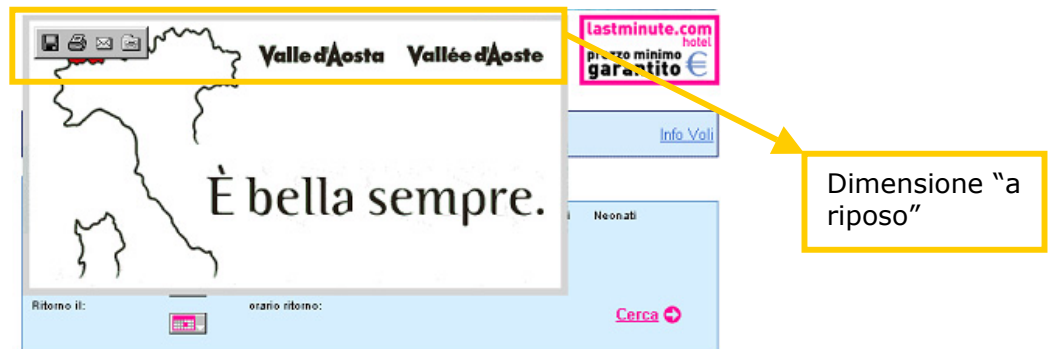 Valle d'Aosta Vallée d'Aoste
lastminute.com
hotel
prezzo minimo
garantito €
Info Voli
È bella sempre.
i Neonati
Dimensione “a
riposo”
Ritorno il: orario ritorno:
Cerca